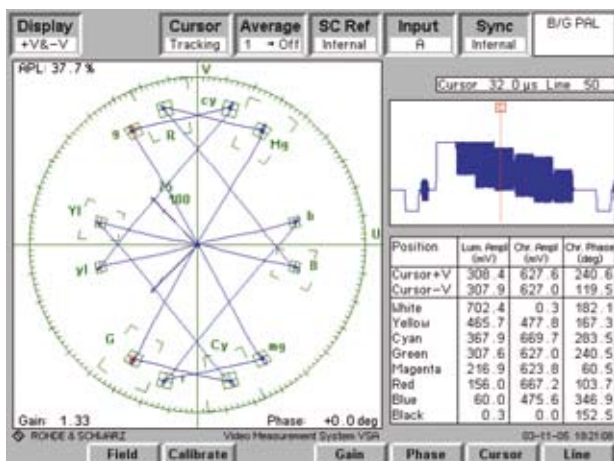 Display
+V&-V
Cursor
Tracking
Average
1 → Off
SC Ref
Internal
Input
A
Sync
Internal
B/G PAL
APL: 37.7 %
V
cy
g
R
Mg
Yl
100
b
U
yl
B
G
Cy
mg
r
Gain: 1.33
Phase: +0.0 deg
Cursor 32.0 µs Line 50
C
Position Lum. Ampl (mV) Chr. Ampl (mV) Chr. Phase (deg)
Cursor+V 308.4 627.6 240.6
Cursor-V 307.9 627.0 119.5
White 702.4 0.3 182.1
Yellow 465.7 477.8 167.3
Cyan 367.9 669.7 283.5
Green 307.6 627.0 240.5
Magenta 216.9 623.8 60.5
Red 156.0 667.2 103.7
Blue 60.0 475.6 346.9
Black 0.3 0.0 152.5
ROHDE & SCHWARZ Video Measurement System VSA 03-11-05 18:21:08
Field
Calibrate
Gain
Phase
Cursor
Line